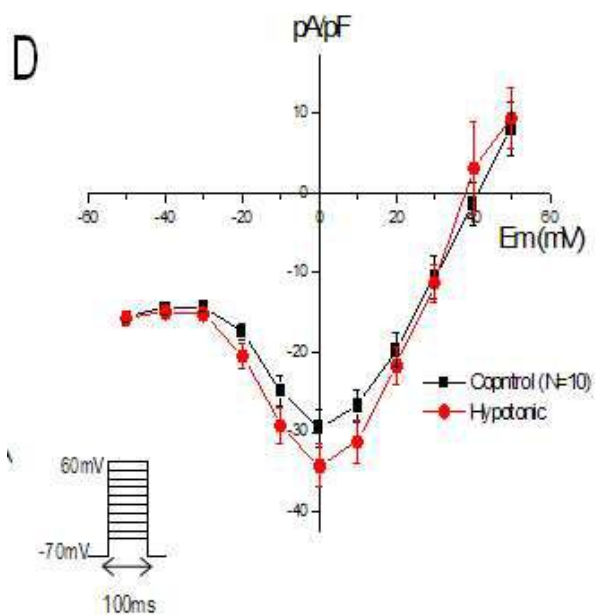 D
pA/pF
10
0
-60 -40 -20 0 20 40 60
Em(mV)
-10
-20
-30
-40
Copntrol (N=10)
Hypotonic
60mV
-70mV
100ms